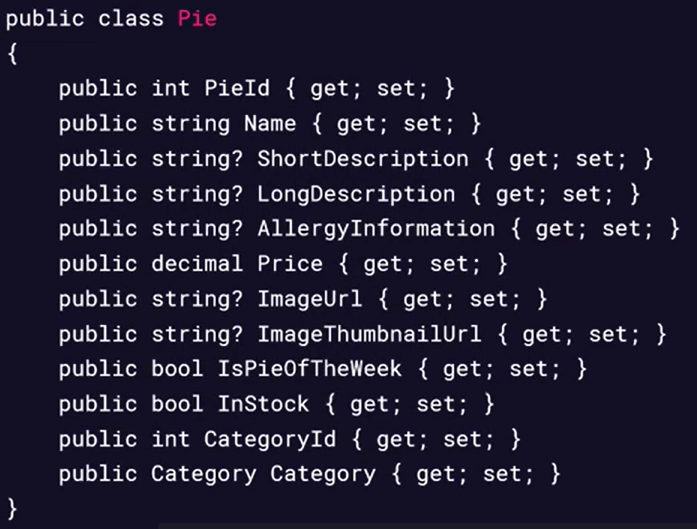 public class Pie
{
    public int PieId { get; set; }
    public string Name { get; set; }
    public string? ShortDescription { get; set; }
    public string? LongDescription { get; set; }
    public string? AllergyInformation { get; set; }
    public decimal Price { get; set; }
    public string? ImageUrl { get; set; }
    public string? ImageThumbnailUrl { get; set; }
    public bool IsPieOfTheWeek { get; set; }
    public bool InStock { get; set; }
    public int CategoryId { get; set; }
    public Category Category { get; set; }
}